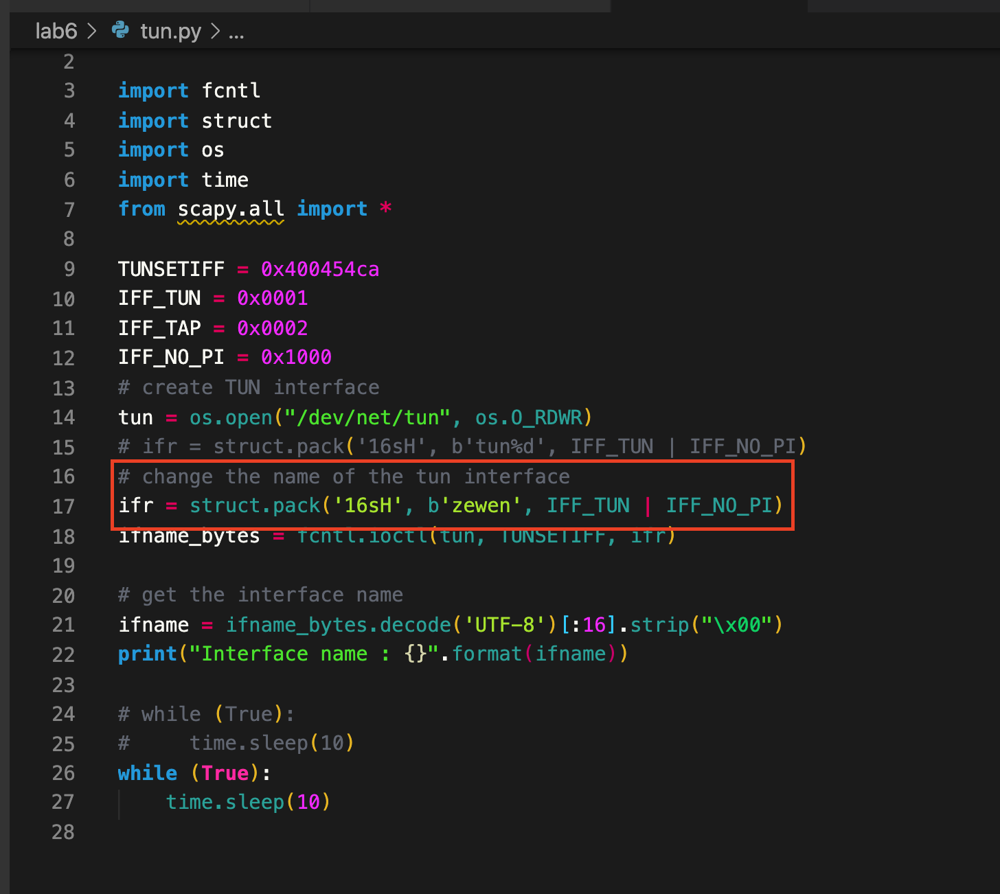 lab6 > tun.py > ...
2
3 import fcntl
4 import struct
5 import os
6 import time
7 from scapy.all import *
8
9 TUNSETIFF = 0x400454ca
10 IFF_TUN = 0x0001
11 IFF_TAP = 0x0002
12 IFF_NO_PI = 0x1000
13 # create TUN interface
14 tun = os.open("/dev/net/tun", os.O_RDWR)
15 # ifr = struct.pack('16sH', b'tun%d', IFF_TUN | IFF_NO_PI)
16 # change the name of the tun interface
17 ifr = struct.pack('16sH', b'zewen', IFF_TUN | IFF_NO_PI)
18 ifname_bytes = fcntl.ioctl(tun, TUNSETIFF, ifr)
19
20 # get the interface name
21 ifname = ifname_bytes.decode('UTF-8')[:16].strip("\x00")
22 print("Interface name : {}".format(ifname))
23
24 # while (True):
25 #     time.sleep(10)
26 while (True):
27     time.sleep(10)
28